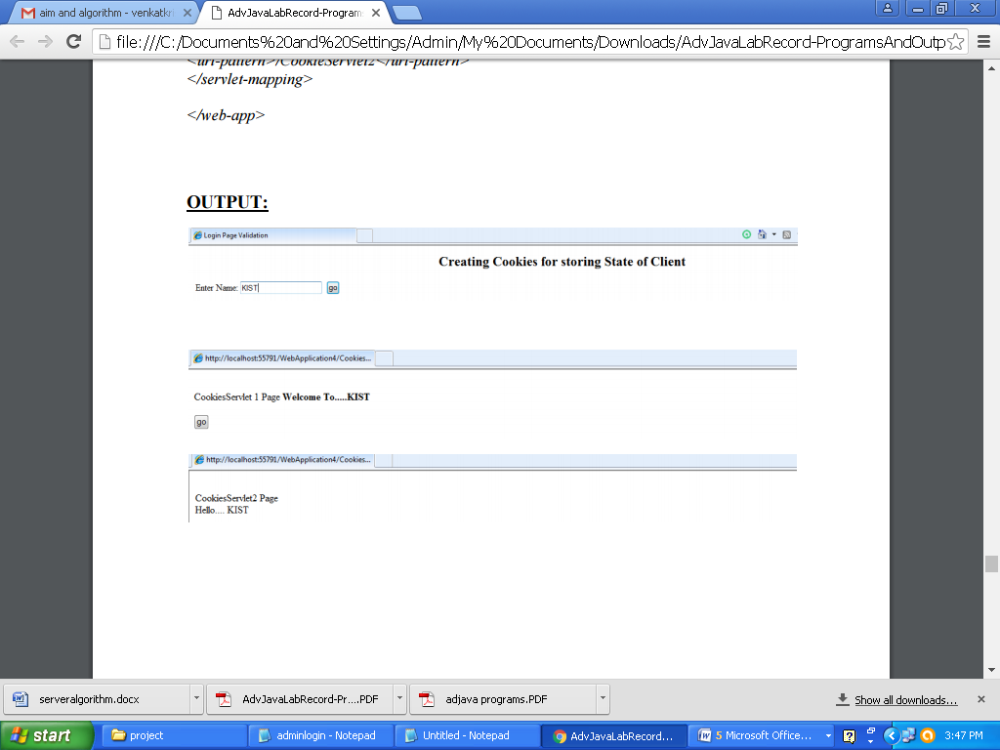 aim and algorithm - venkatkri
AdvJavaLabRecord-Program
file:///C:/Documents%20and%20Settings/Admin/My%20Documents/Downloads/AdvJavaLabRecord-ProgramsAndOutp
<url-pattern>/CookieServlet2</url-pattern>
</servlet-mapping>
</web-app>
OUTPUT:
Login Page Validation
Creating Cookies for storing State of Client
Enter Name: KIST go
http://localhost:55791/WebApplication4/Cookies...
CookiesServlet 1 Page Welcome To.....KIST
go
http://localhost:55791/WebApplication4/Cookies...
CookiesServlet2 Page
Hello.... KIST
serveralgorithm.docx
AdvJavaLabRecord-Pr....PDF
adjava programs.PDF
Show all downloads...
start
project
adminlogin - Notepad
Untitled - Notepad
AdvJavaLabRecord...
5 Microsoft Office...
3:47 PM